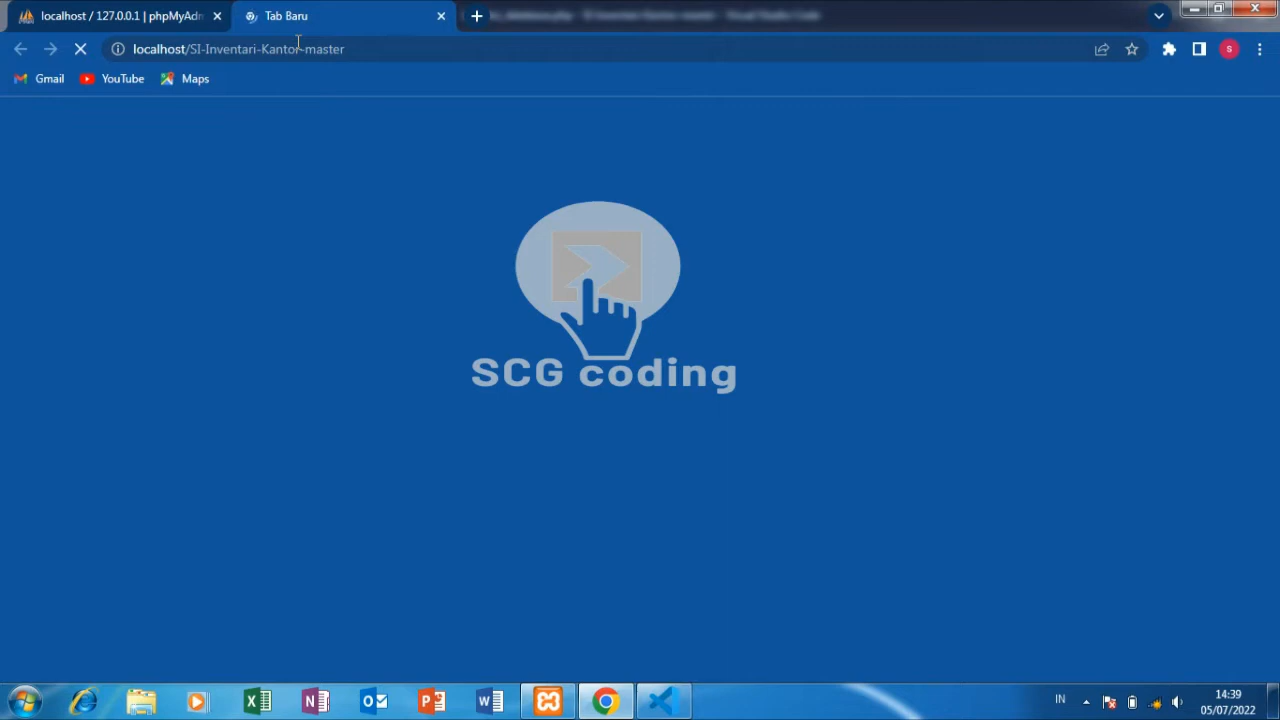 localhost / 127.0.0.1 | phpMyAdm
Tab Baru
localhost/SI-Inventari-Kantor-master
S
Gmail
YouTube
Maps
SCG coding
IN
14:39
05/07/2022